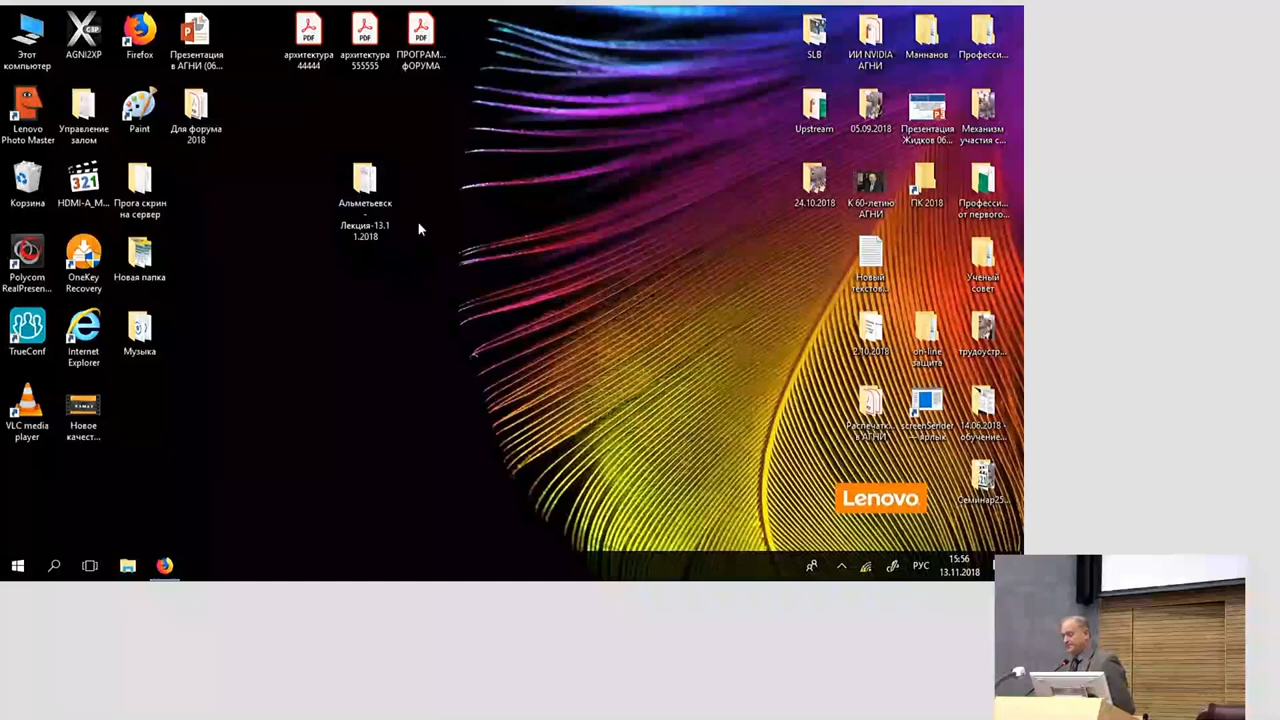 Этот
компьютер
AGNI2XP
Firefox
Презентация
в АГНИ (06...
архитектура
44444
архитектура
555555
ПРОГРАМ...
фОРУМА
SLB
ИИ NVIDIA
АГНИ
Маннанов
Професси...
Lenovo
Photo Master
Управление
залом
Paint
Для форума
2018
Upstream
05.09.2018
Презентация
Жидков 06...
Механизм
участия с...
Корзина
HDMI-A_M...
Прога скрин
на сервер
Альметьевск
-
Лекция-13.1
1.2018
24.10.2018
К 60-летию
АГНИ
ПК 2018
Професси...
от первого...
Polycom
RealPresen...
OneKey
Recovery
Новая папка
Новый
текстов...
Ученый
совет
TrueConf
Internet
Explorer
Музыка
2.10.2018
on-line
защита
трудоустр...
VLC media
player
Новое
качест...
Распечатк...
в АГНИ
screenSender
— ярлык
14.06.2018 -
обучение...
Lenovo
Семинар25...
РУС
15:56
13.11.2018